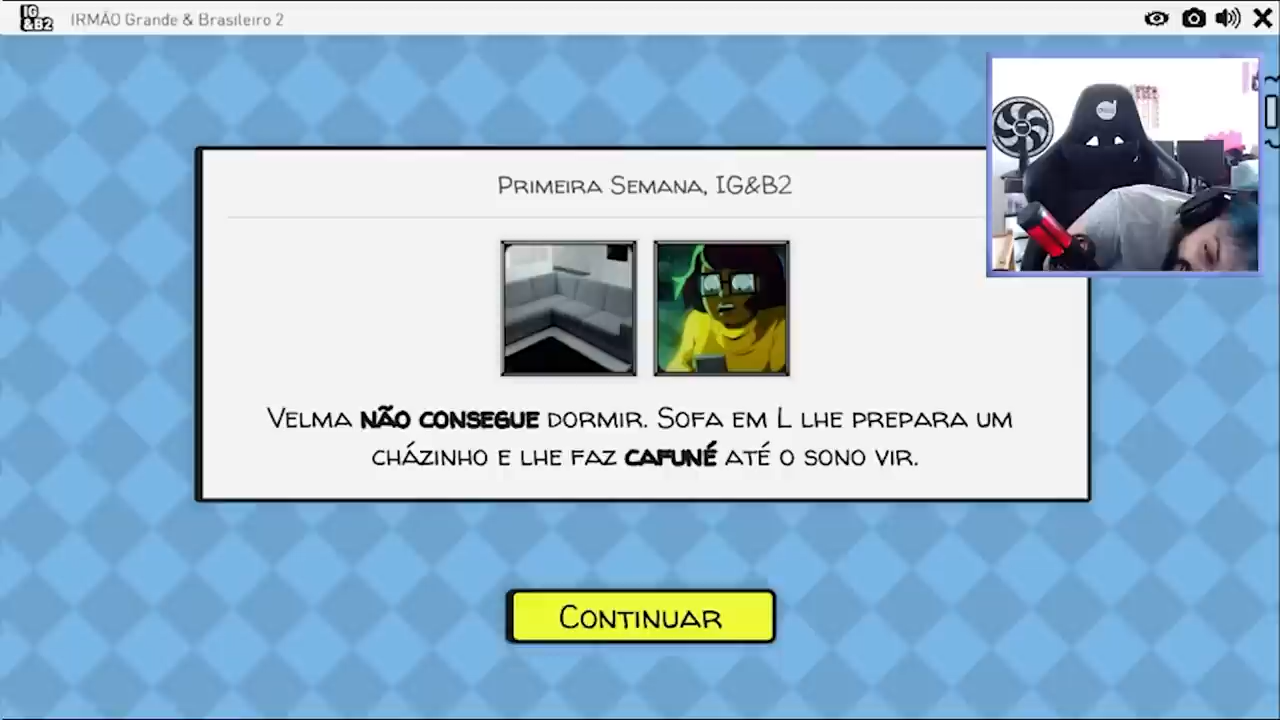 IG
&B2
IRMÃO Grande & Brasileiro 2
Primeira Semana, IG&B2
Velma não consegue dormir. Sofa em L lhe prepara um
cházinho e lhe faz cafuné até o sono vir.
Continuar